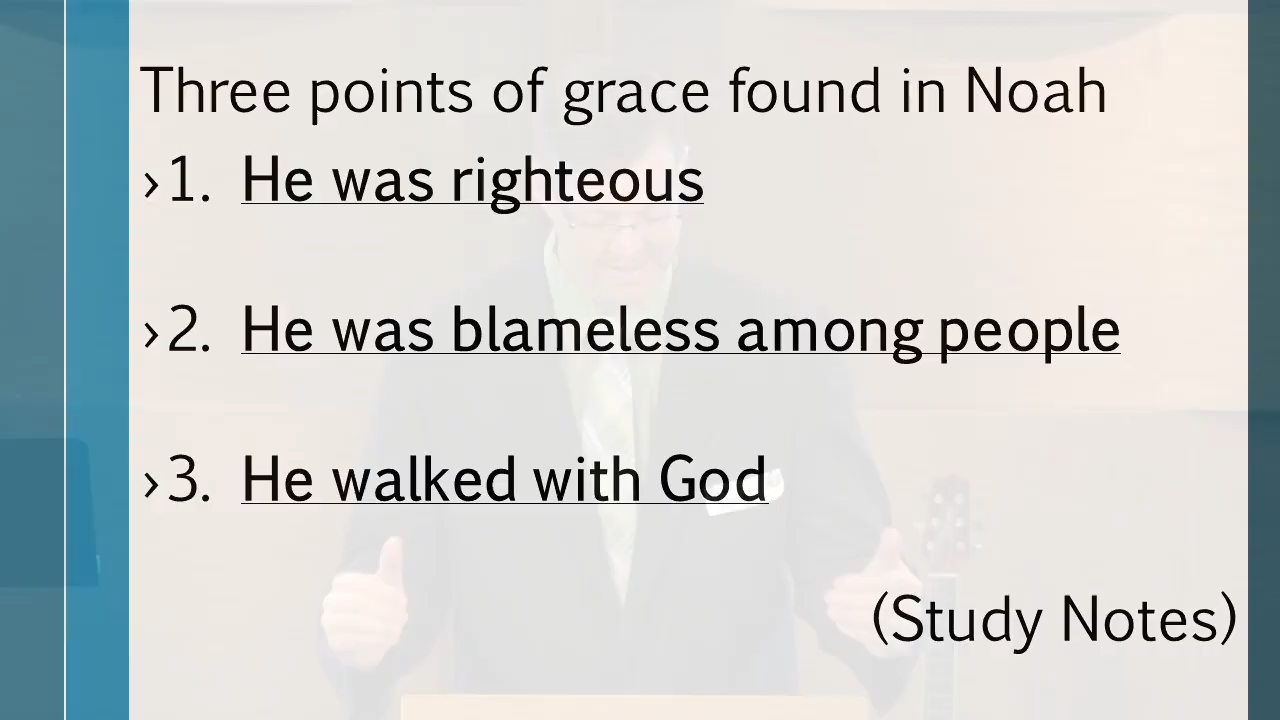 Three points of grace found in Noah
›1. He was righteous
›2. He was blameless among people
›3. He walked with God
(Study Notes)